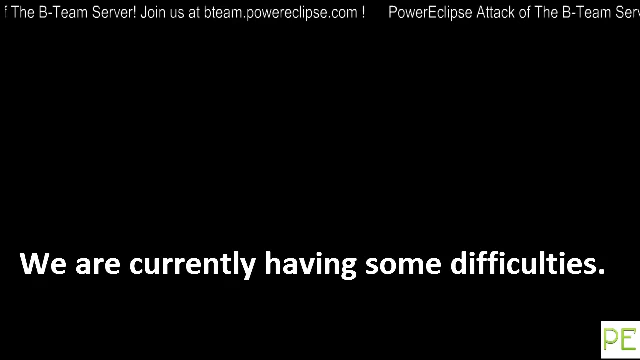 f The B-Team Server! Join us at bteam.powereclipse.com ! PowerEclipse Attack of The B-Team Serv
We are currently having some difficulties.
PE